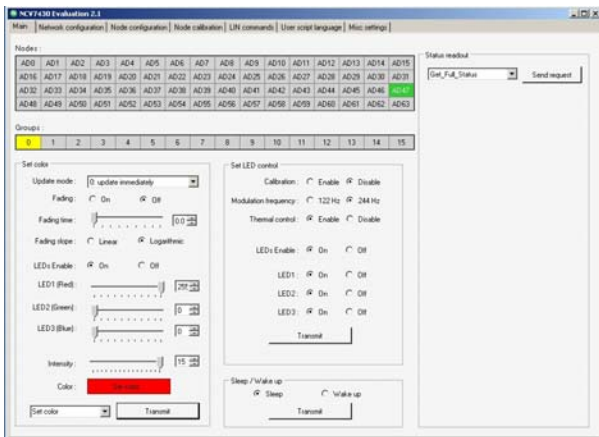 NCV7430 Evaluation 2.1
Main Network configuration Node configuration Node calibration LIN commands User script language Misc settings
Nodes :
AD0 AD1 AD2 AD3 AD4 AD5 AD6 AD7 AD8 AD9 AD10 AD11 AD12 AD13 AD14 AD15
AD16 AD17 AD18 AD19 AD20 AD21 AD22 AD23 AD24 AD25 AD26 AD27 AD28 AD29 AD30 AD31
AD32 AD33 AD34 AD35 AD36 AD37 AD38 AD39 AD40 AD41 AD42 AD43 AD44 AD45 AD46 AD47
AD48 AD49 AD50 AD51 AD52 AD53 AD54 AD55 AD56 AD57 AD58 AD59 AD60 AD61 AD62 AD63
Groups :
0 1 2 3 4 5 6 7 8 9 10 11 12 13 14 15
Set color
Update mode : 0: update immediately
Fading : On Off
Fading time : 0.0
Fading slope : Linear Logarithmic
LEDs Enable : On Off
LED1 (Red) : 255
LED2 (Green) : 0
LED3 (Blue) : 0
Intensity : 15
Color : Set color
Set color Transmit
Set LED control
Calibration : Enable Disable
Modulation frequency : 122 Hz 244 Hz
Thermal control : Enable Disable
LEDs Enable : On Off
LED1 : On Off
LED2 : On Off
LED3 : On Off
Transmit
Sleep / Wake up
Sleep Wake up
Transmit
Status readout
Get_Full_Status Send request